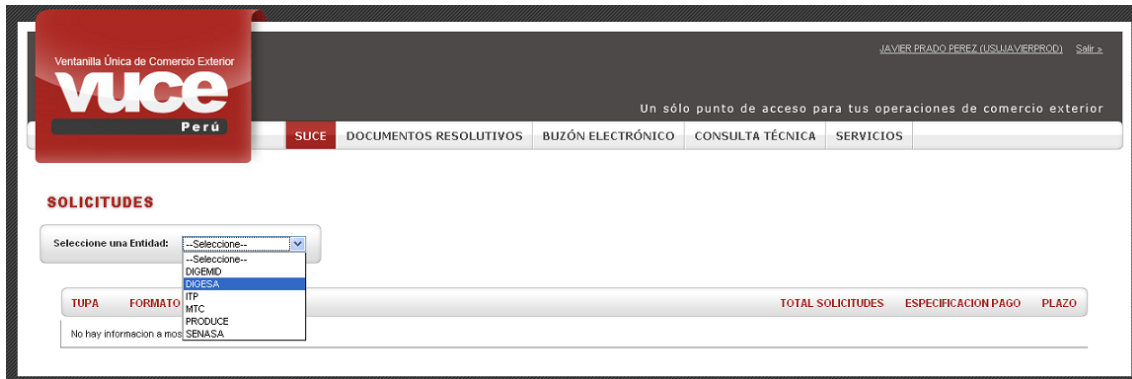 Ventanilla Única de Comercio Exterior
vuce
Perú
JAVIER PRADO PEREZ (USUJAVIERPROD) Salir »
Un sólo punto de acceso para tus operaciones de comercio exterior
SUCE DOCUMENTOS RESOLUTIVOS BUZÓN ELECTRÓNICO CONSULTA TÉCNICA SERVICIOS
SOLICITUDES
Seleccione una Entidad: --Seleccione--
--Seleccione--
DIGEMID
DIGESA
ITP
MTC
PRODUCE
SENASA
TUPA FORMATO TOTAL SOLICITUDES ESPECIFICACION PAGO PLAZO
No hay informacion a mos